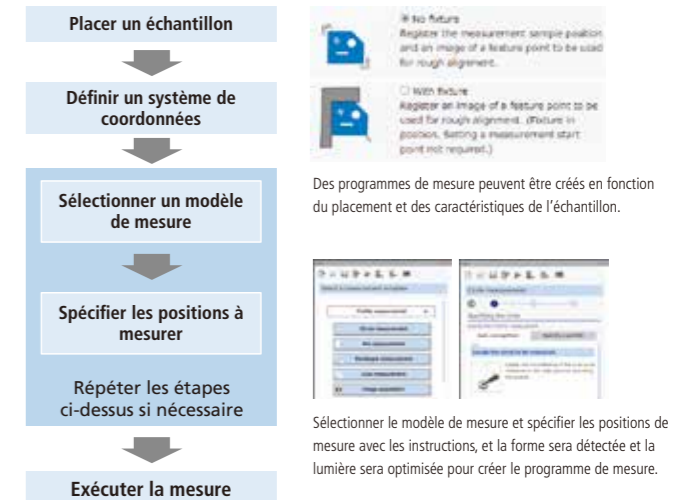 Placer un échantillon
Définir un système de
coordonnées
Sélectionner un modèle
de mesure
Spécifier les positions à
mesurer
Répéter les étapes
ci-dessus si nécessaire
Exécuter la mesure
No fixture
Register the measurement sample position
and an image of a feature point to be used
for rough alignment.
With fixture
Register an image of a feature point to be
used for rough alignment. (Fixture in
position. Setting a measurement start
point not required.)
Des programmes de mesure peuvent être créés en fonction
du placement et des caractéristiques de l'échantillon.
Profile measurement
Sélectionner le modèle de mesure et spécifier les positions de
mesure avec les instructions, et la forme sera détectée et la
lumière sera optimisée pour créer le programme de mesure.